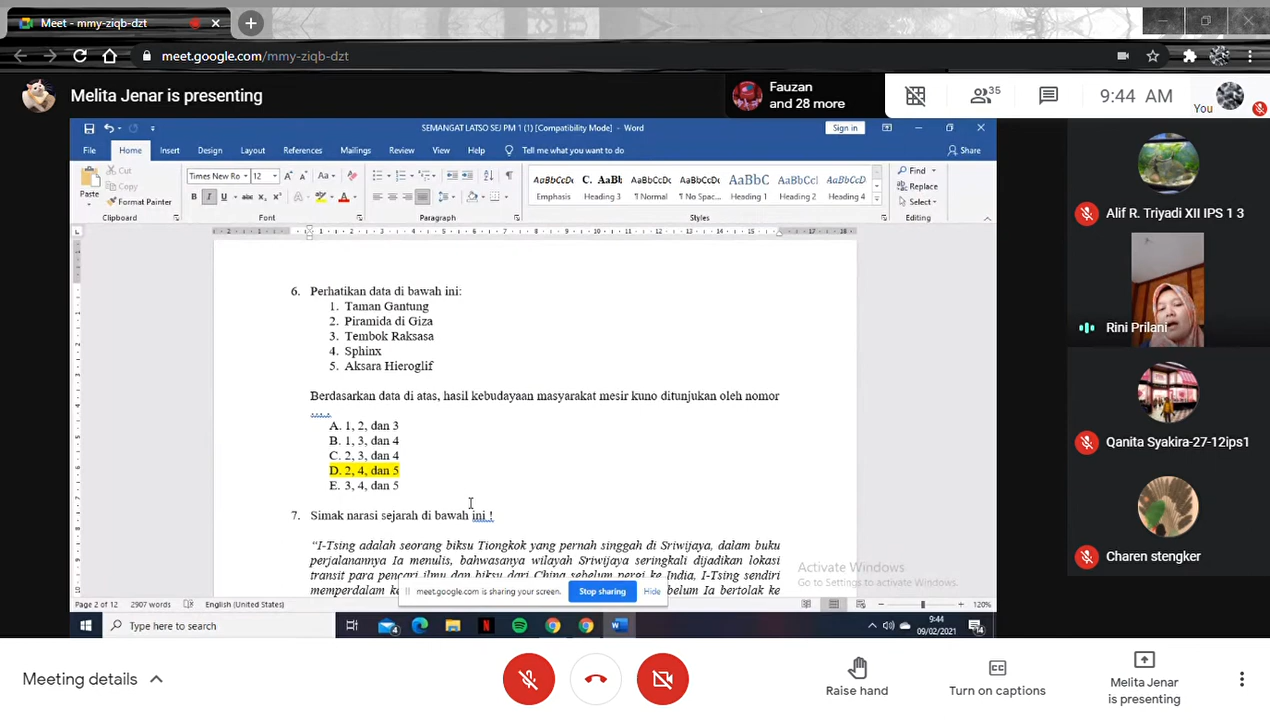 Meet - mmy-ziqb-dzt
meet.google.com/mmy-ziqb-dzt
Melita Jenar is presenting
Fauzan
and 28 more
35
9:44 AM
You
SEMANGAT LATSO SEJ PM 1 (1) [Compatibility Mode] - Word
Sign in
File Home Insert Design Layout References Mailings Review View Help Tell me what you want to do Share
Paste
Cut
Copy
Format Painter
Clipboard
Times New Ro 12
Font
Paragraph
AaBbCcDc Emphasis
C. AaBb Heading 3
AaBbCcDc ¶ Normal
AaBbCcDc ¶ No Spac...
AaBbC Heading 1
AaBbCcI Heading 2
AaBbCcD Heading 4
Styles
Find
Replace
Select
Editing
6. Perhatikan data di bawah ini:
1. Taman Gantung
2. Piramida di Giza
3. Tembok Raksasa
4. Sphinx
5. Aksara Hieroglif
Berdasarkan data di atas, hasil kebudayaan masyarakat mesir kuno ditunjukan oleh nomor
....
A. 1, 2, dan 3
B. 1, 3, dan 4
C. 2, 3, dan 4
D. 2, 4, dan 5
E. 3, 4, dan 5
7. Simak narasi sejarah di bawah ini !
“I-Tsing adalah seorang biksu Tiongkok yang pernah singgah di Sriwijaya, dalam buku
perjalanannya Ia menulis, bahwasanya wilayah Sriwijaya seringkali dijadikan lokasi
transit para pencari ilmu dan biksu dari China sebelum pergi ke India, I-Tsing sendiri
memperdalam Ia bertolak ke
meet.google.com is sharing your screen. Stop sharing Hide
Activate Windows
Go to Settings to activate Windows.
Page 2 of 12 2907 words English (United States) 120%
Type here to search
4
9:44
09/02/2021
14
Alif R. Triyadi XII IPS 1 3
Rini Prilani
Qanita Syakira-27-12ips1
Charen stengker
Meeting details
Raise hand
Turn on captions
Melita Jenar
is presenting